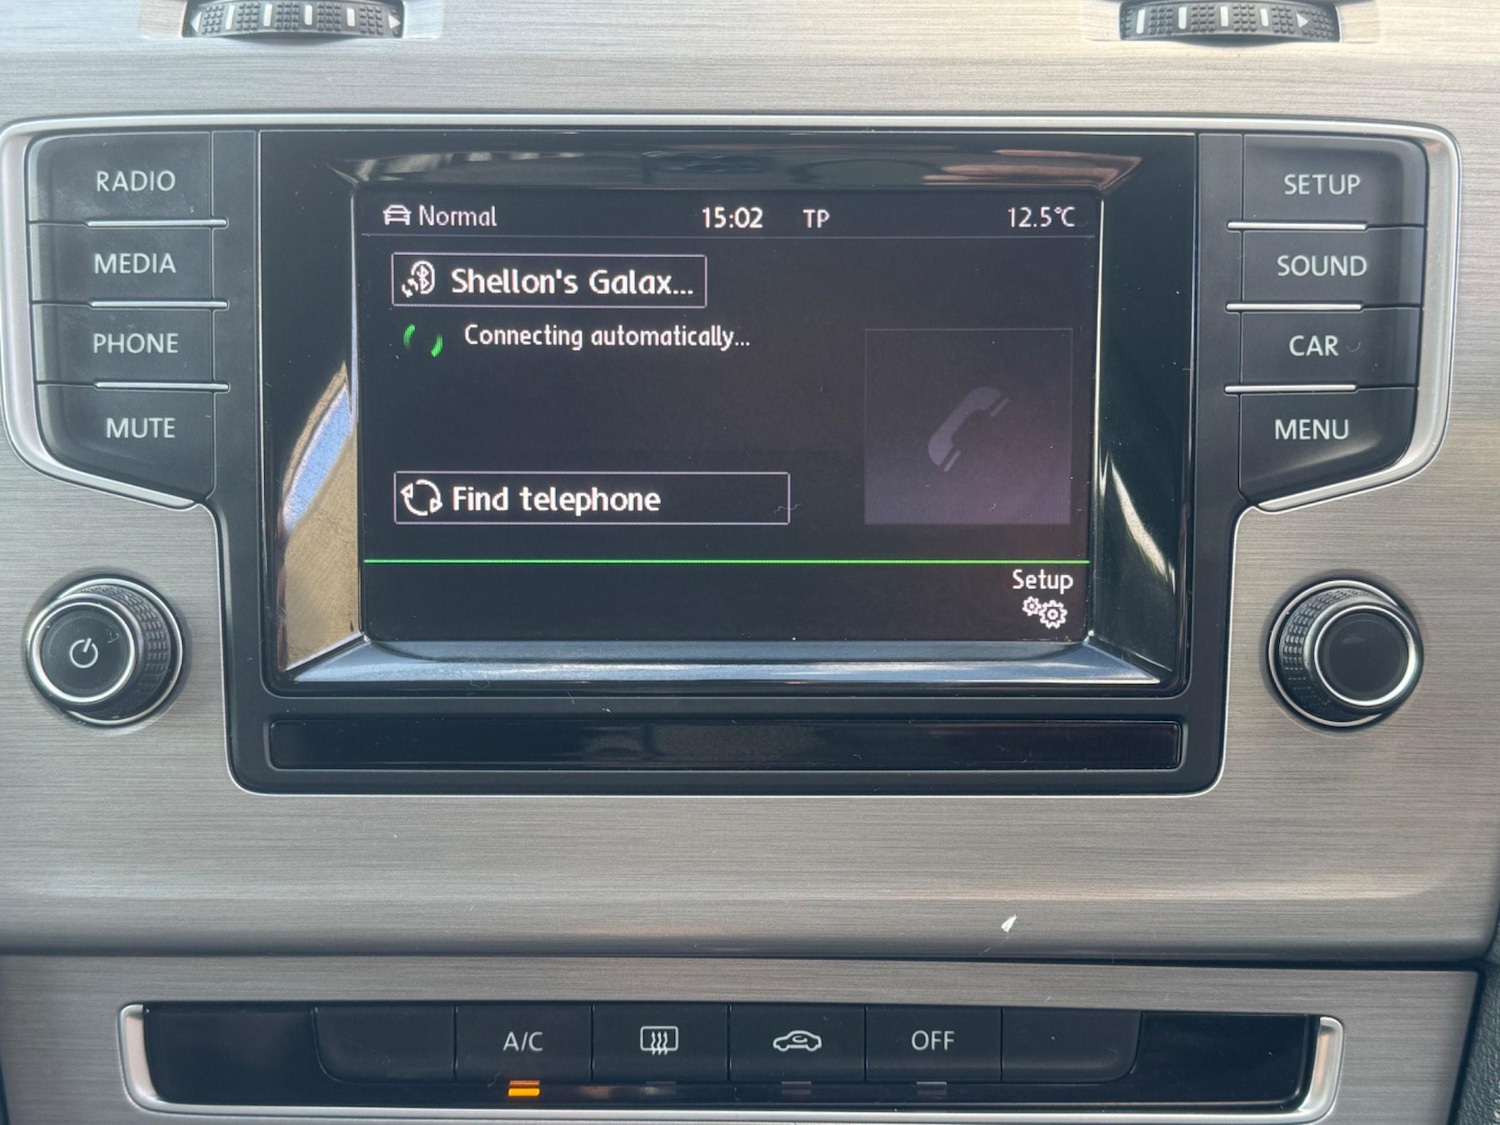 RADIO
MEDIA
PHONE
MUTE
Normal 15:02 TP 12.5°C
Shellon's Galax...
Connecting automatically...
Find telephone
Setup
SETUP
SOUND
CAR
MENU
A/C
OFF